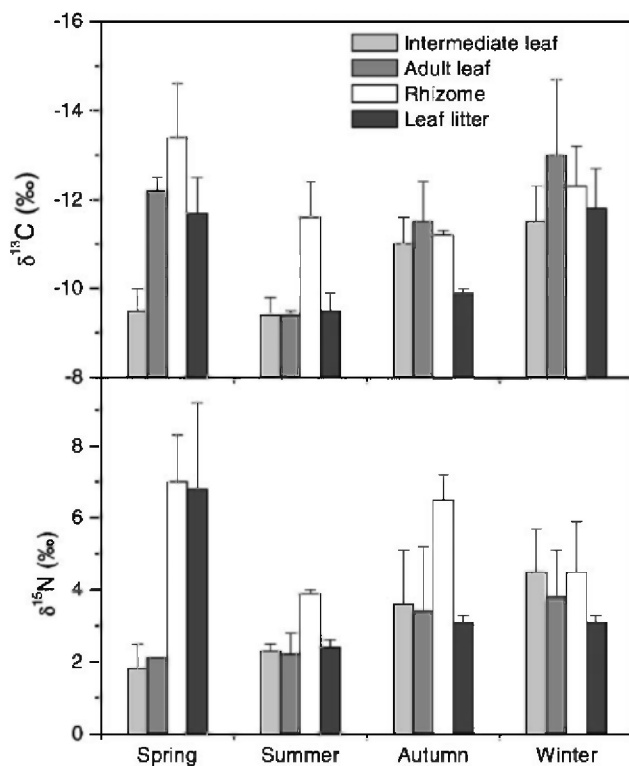 -16
-14
-12
-10
-8
δ¹³C (‰)
Intermediate leaf
Adult leaf
Rhizome
Leaf litter
8
6
4
2
0
δ¹⁵N (‰)
Spring Summer Autumn Winter